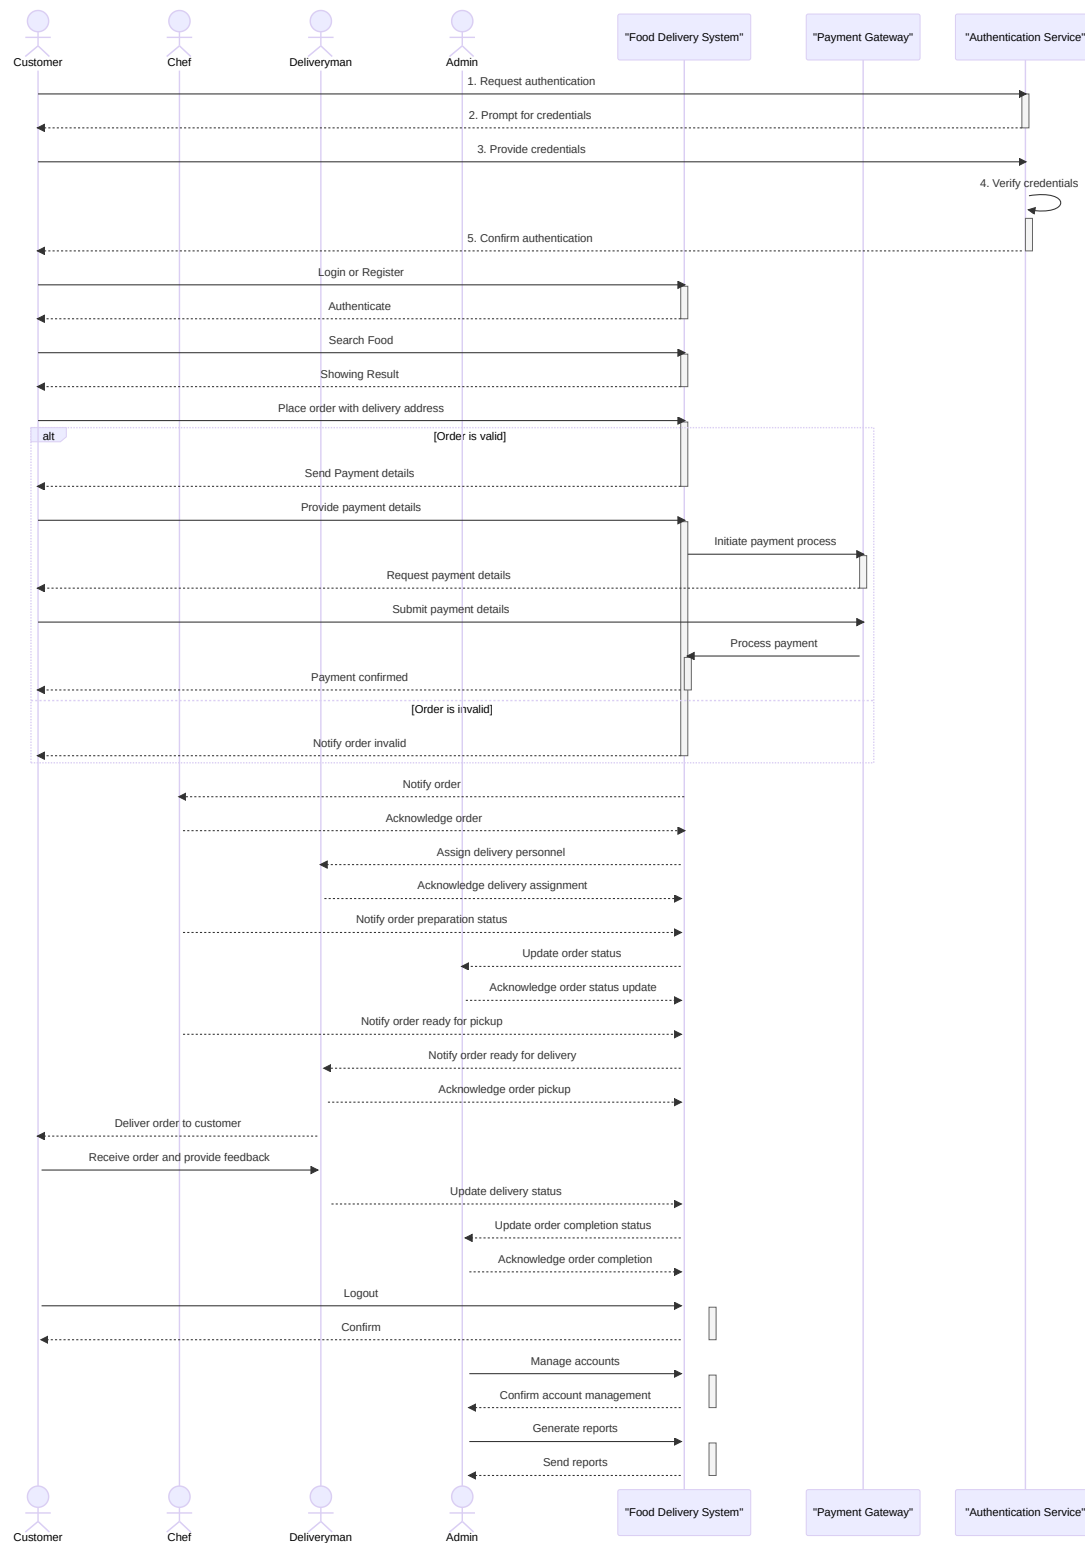 Customer
Chef
Deliveryman
Admin
"Food Delivery System"
"Payment Gateway"
"Authentication Service"
1. Request authentication
2. Prompt for credentials
3. Provide credentials
4. Verify credentials
5. Confirm authentication
Login or Register
Authenticate
Search Food
Showing Result
Place order with delivery address
alt
[Order is valid]
Send Payment details
Provide payment details
Initiate payment process
Request payment details
Submit payment details
Process payment
Payment confirmed
[Order is invalid]
Notify order invalid
Notify order
Acknowledge order
Assign delivery personnel
Acknowledge delivery assignment
Notify order preparation status
Update order status
Acknowledge order status update
Notify order ready for pickup
Notify order ready for delivery
Acknowledge order pickup
Deliver order to customer
Receive order and provide feedback
Update delivery status
Update order completion status
Acknowledge order completion
Logout
Confirm
Manage accounts
Confirm account management
Generate reports
Send reports
Customer
Chef
Deliveryman
Admin
"Food Delivery System"
"Payment Gateway"
"Authentication Service"